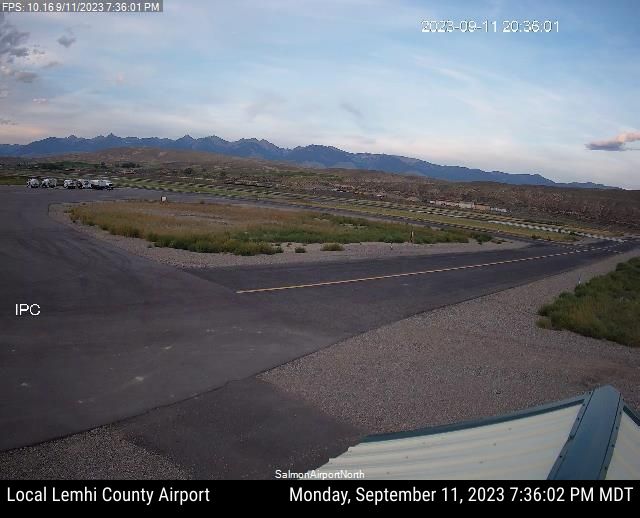 FPS: 10.16 9/11/2023 7:36:01 PM
2023-09-11 20:36:01
IPC
SalmonAirportNorth
Local Lemhi County Airport
Monday, September 11, 2023 7:36:02 PM MDT